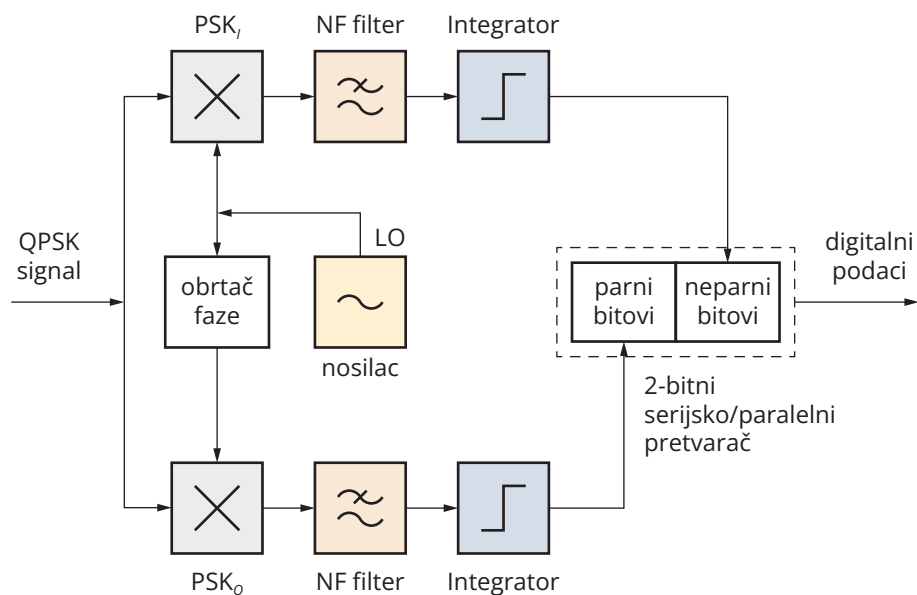 PSKI
NF filter
Integrator
QPSK
signal
LO
obrtač
faze
nosilac
parni
bitovi
neparni
bitovi
digitalni
podaci
2-bitni
serijsko/paralelni
pretvarač
PSKQ
NF filter
Integrator